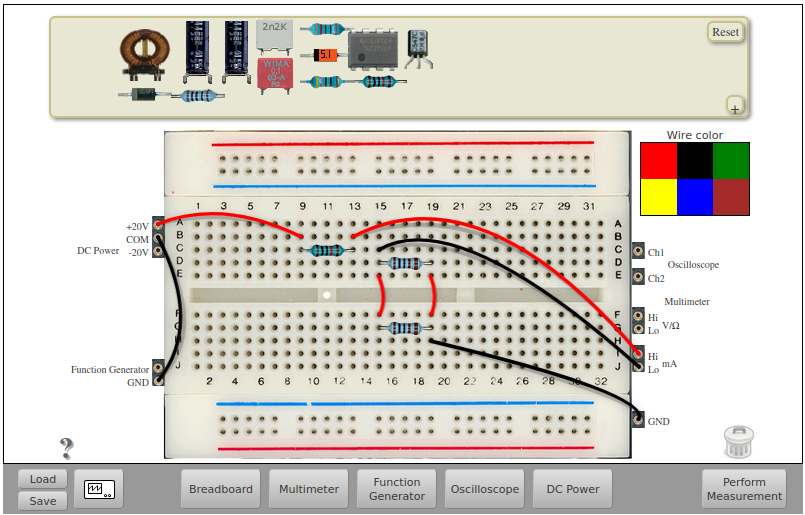 2n2K
Reset
5.1
WIMA
0,1
63-A
+
Wire color
1 3 5 7 9 11 13 15 17 19 21 23 25 27 29 31
A A
B B
C C
D D
E E
+20V
COM
DC Power -20V
Ch1
Oscilloscope
Ch2
Multimeter
Hi
Lo V/Ω
Hi
Lo mA
F F
G G
H H
I I
J J
Function Generator
GND
2 4 6 8 10 12 14 16 18 20 22 24 26 28 30 32
GND
?
Load
Save
Breadboard
Multimeter
Function
Generator
Oscilloscope
DC Power
Perform
Measurement